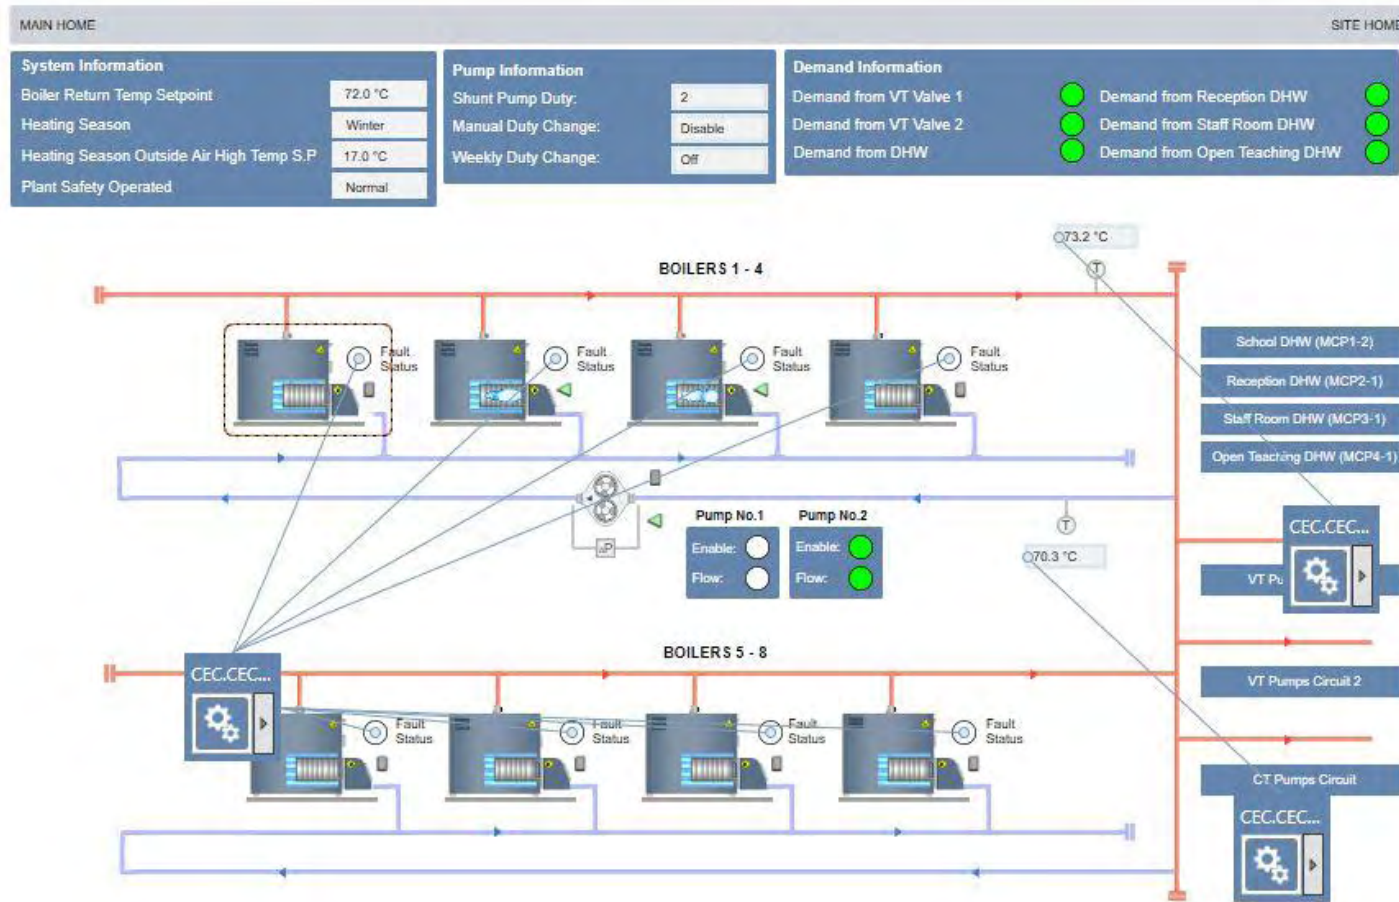 MAIN HOME
SITE HOME
System Information
Boiler Return Temp Setpoint 72.0 °C
Heating Season Winter
Heating Season Outside Air High Temp S.P 17.0 °C
Plant Safety Operated Normal
Pump Information
Shunt Pump Duty: 2
Manual Duty Change: Disable
Weekly Duty Change: Off
Demand Information
Demand from VT Valve 1
Demand from VT Valve 2
Demand from DHW
Demand from Reception DHW
Demand from Staff Room DHW
Demand from Open Teaching DHW
73.2 °C
T
BOILERS 1 - 4
Fault
Status
Fault
Status
Fault
Status
Fault
Status
School DHW (MCP1-2)
Reception DHW (MCP2-1)
Staff Room DHW (MCP3-1)
Open Teaching DHW (MCP4-1)
ΔP
Pump No.1
Enable:
Flow:
Pump No.2
Enable:
Flow:
T
70.3 °C
CEC.CEC...
VT Pu
BOILERS 5 - 8
CEC.CEC...
Fault
Status
Fault
Status
Fault
Status
Fault
Status
VT Pumps Circuit 2
CT Pumps Circuit
CEC.CEC...